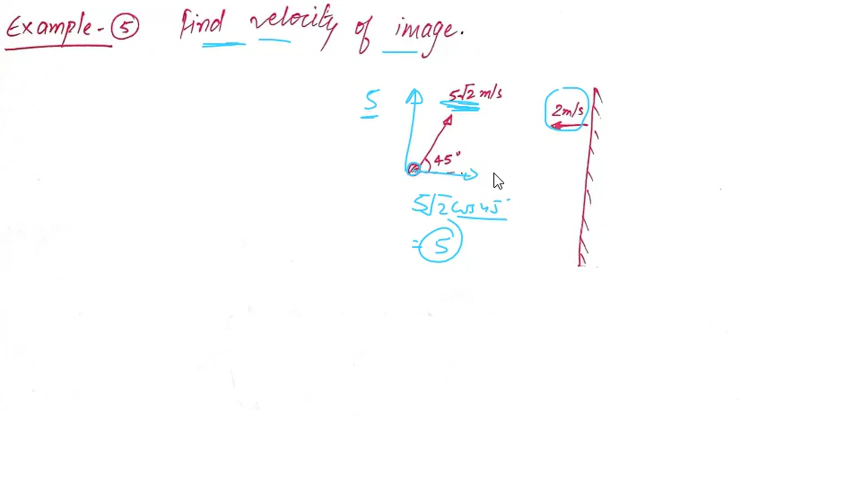 Example-⑤ Find velocity of image.
5 5√2 m/s
2m/s
45°
5√2 cos 45°
= 5